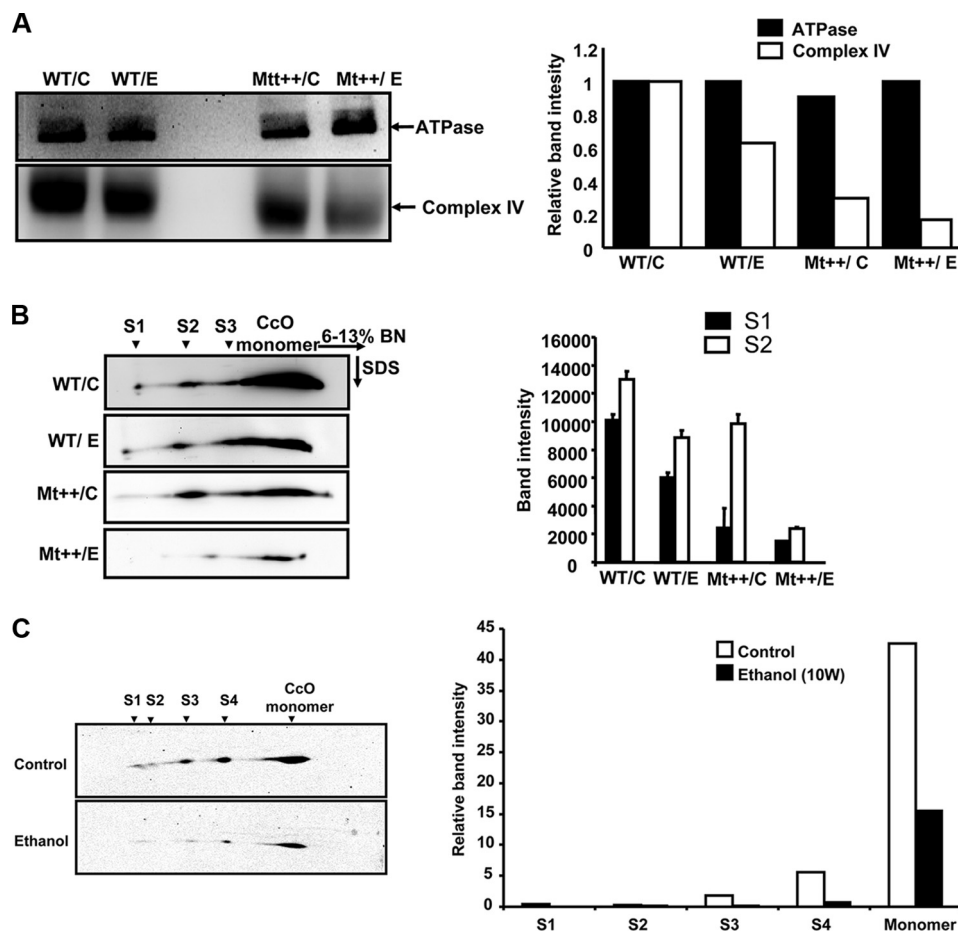 A
WT/C WT/E Mtt++/C Mt++/ E
ATPase
Complex IV
ATPase
Complex IV
Relative band intesity
1.2
1
0.8
0.6
0.4
0.2
0
WT/C WT/E Mt++/ C Mt++/ E
B
S1 S2 S3 CcO
monomer 6-13% BN
SDS
WT/C
WT/ E
Mt++/C
Mt++/E
S1
S2
Band intensity
16000
14000
12000
10000
8000
6000
4000
2000
0
WT/C WT/E Mt++/C Mt++/E
C
S1 S2 S3 S4 CcO
monomer
Control
Ethanol
Control
Ethanol (10W)
Relative band intensity
45
40
35
30
25
20
15
10
5
0
S1 S2 S3 S4 Monomer